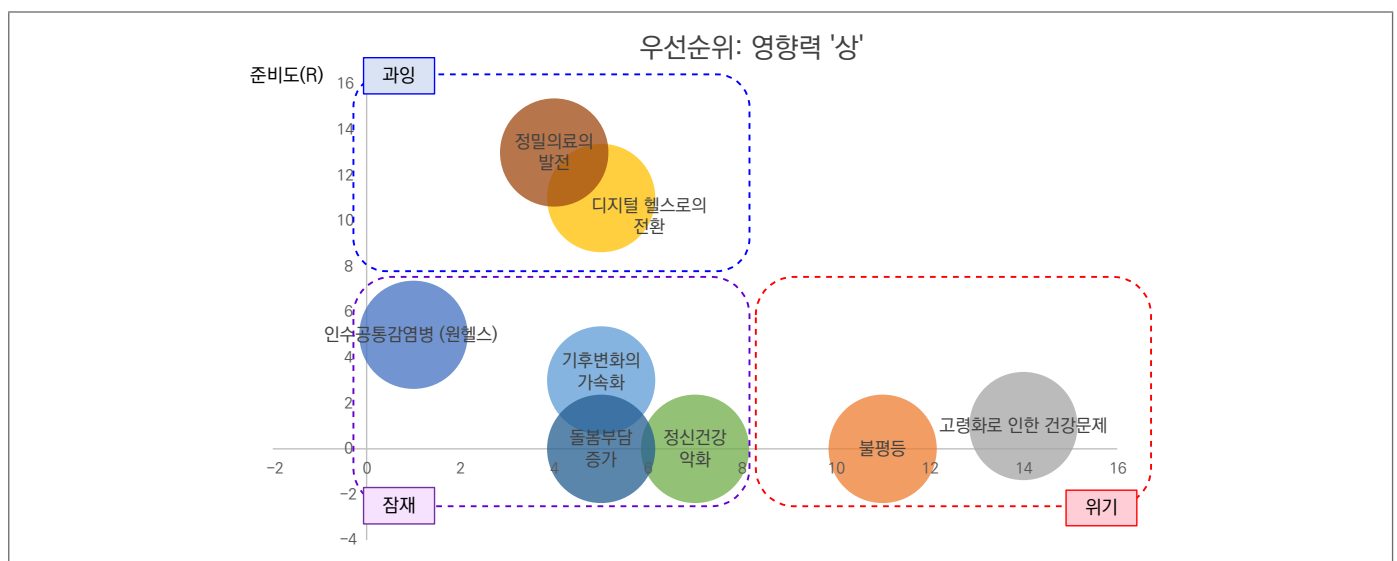 우선순위: 영향력 '상'
준비도(R)
과잉
16
14
12
10
8
6
4
2
0
−2
−4
정밀의료의
발전
디지털 헬스로의
전환
인수공통감염병 (원헬스)
기후변화의
가속화
돌봄부담
증가
정신건강
악화
불평등
고령화로 인한 건강문제
−2
0
2
4
6
8
10
12
14
16
잠재
위기